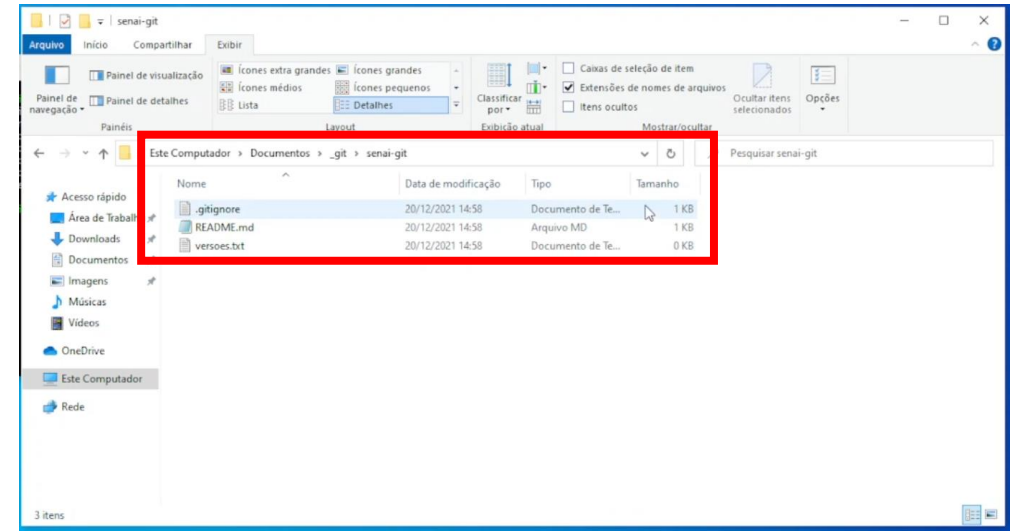 senai-git
Arquivo Início Compartilhar Exibir
Painel de navegação
Painel de visualização
Painel de detalhes
Painéis
Ícones extra grandes Ícones grandes
Ícones médios Ícones pequenos
Lista Detalhes
Layout
Classificar por
Exibição atual
Caixas de seleção de item
Extensões de nomes de arquivos
Itens ocultos
Mostrar/ocultar
Ocultar itens selecionados
Opções
Este Computador > Documentos > _git > senai-git
Pesquisar senai-git
Nome Data de modificação Tipo Tamanho
.gitignore 20/12/2021 14:58 Documento de Te... 1 KB
README.md 20/12/2021 14:58 Arquivo MD 1 KB
versoes.txt 20/12/2021 14:58 Documento de Te... 0 KB
Acesso rápido
Área de Trabalh
Downloads
Documentos
Imagens
Músicas
Vídeos
OneDrive
Este Computador
Rede
3 itens